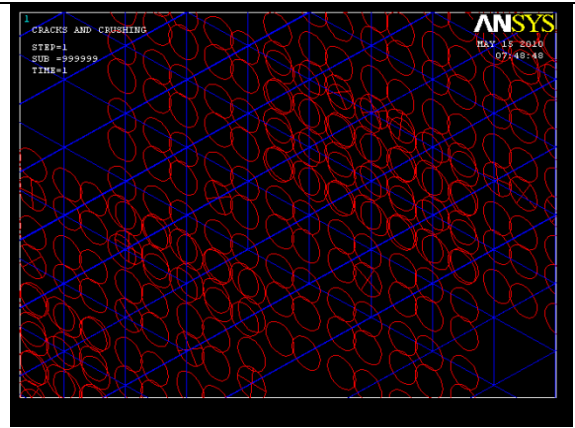 1
CRACKS AND CRUSHING
STEP=1
SUB =999999
TIME=1
ANSYS
MAY 15 2010
07:48:48